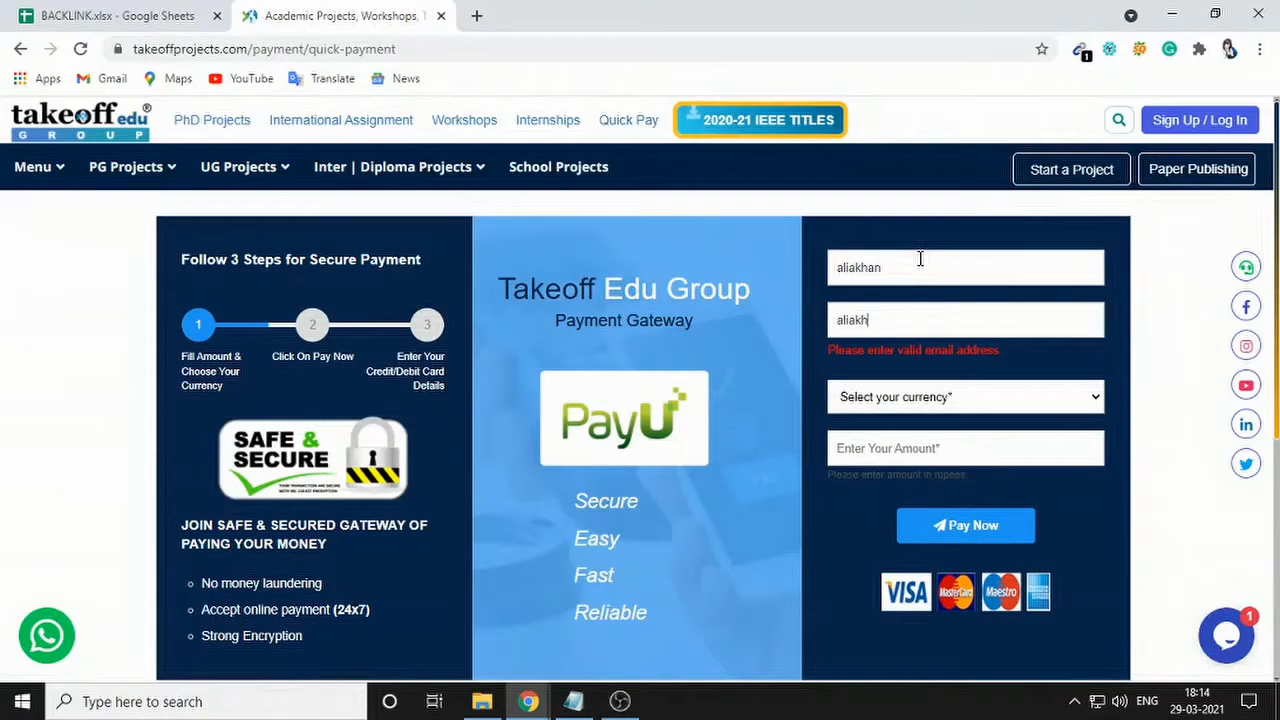 BACKLINK.xlsx - Google Sheets
Academic Projects, Workshops, T
takeoffprojects.com/payment/quick-payment
1
Apps
Gmail
Maps
YouTube
Translate
News
takeoff edu®
GROUP
PhD Projects
International Assignment
Workshops
Internships
Quick Pay
2020-21 IEEE TITLES
Sign Up / Log In
Menu
PG Projects
UG Projects
Inter | Diploma Projects
School Projects
Start a Project
Paper Publishing
Follow 3 Steps for Secure Payment
1
2
3
Fill Amount &
Choose Your
Currency
Click On Pay Now
Enter Your
Credit/Debit Card
Details
SAFE &
SECURE
JOIN SAFE & SECURED GATEWAY OF
PAYING YOUR MONEY
No money laundering
Accept online payment (24x7)
Strong Encryption
Takeoff Edu Group
Payment Gateway
PayU
Secure
Easy
Fast
Reliable
aliakhan
aliakh
Please enter valid email address
Select your currency*
Enter Your Amount*
Please enter amount in rupees.
Pay Now
VISA
MasterCard
Maestro
1
Type here to search
ENG
18:14
29-03-2021